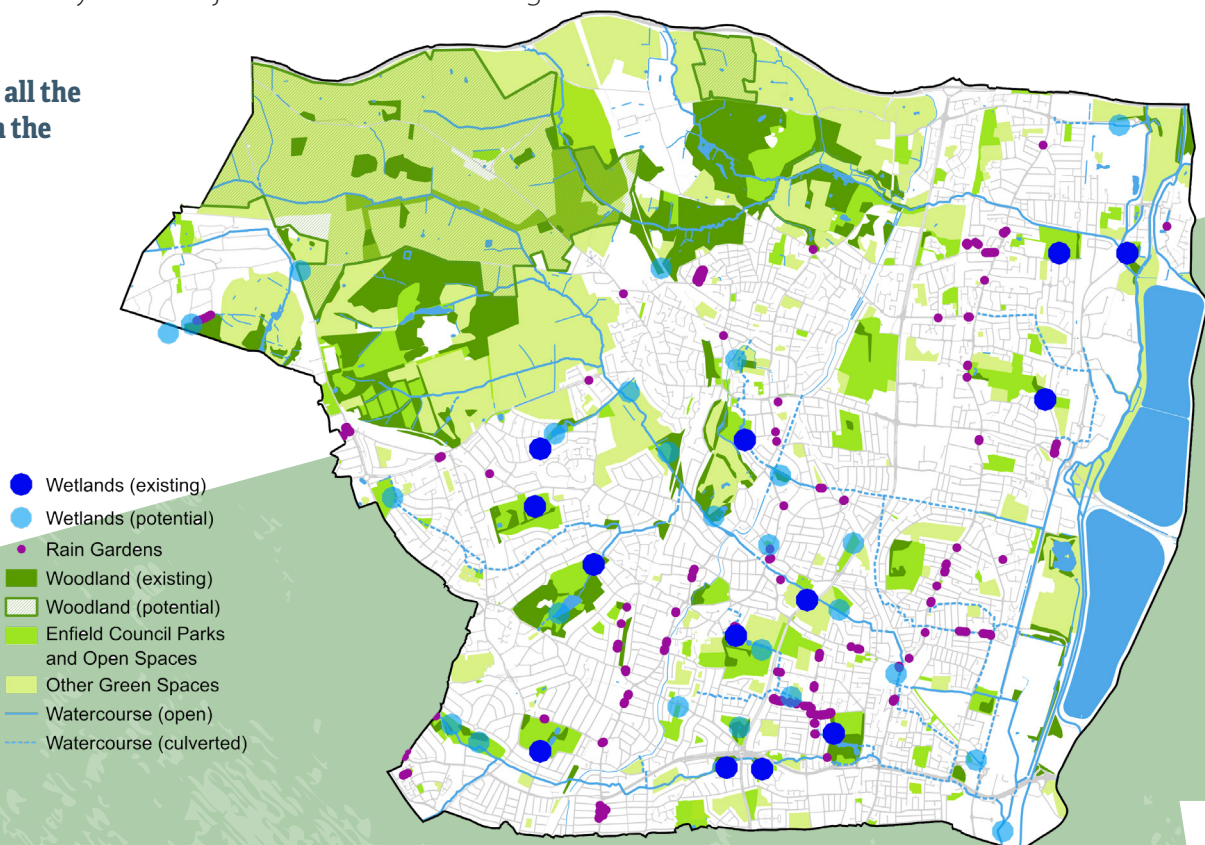 all the
the
Wetlands (existing)
Wetlands (potential)
Rain Gardens
Woodland (existing)
Woodland (potential)
Enfield Council Parks
and Open Spaces
Other Green Spaces
Watercourse (open)
Watercourse (culverted)